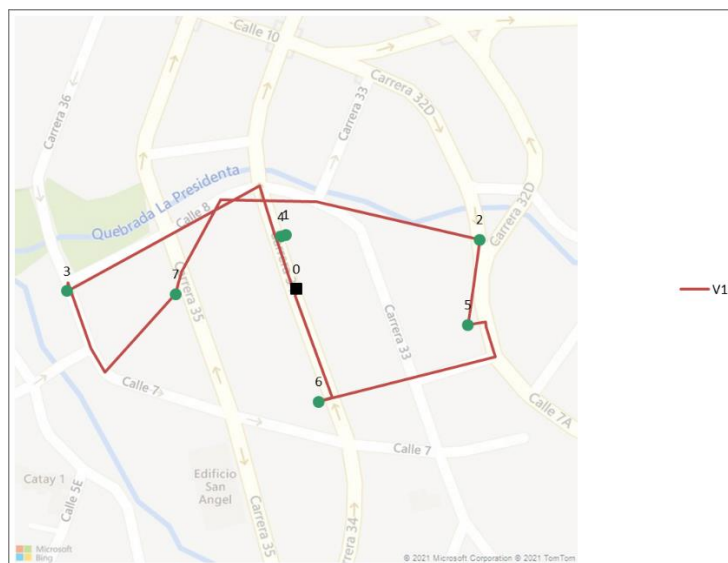 Calle 10
Carrera 36
Carrera 33
Carrera 32D
Quebrada La Presidenta
Calle 8
Carrera 32D
4 1
2
3
0
7
Carrera
V1
5
Carrera 35
Carrera 33
6
Calle 7
Calle 7A
Calle 7
Edificio
San
Angel
Catay 1
Calle 5E
Carrera 35
rrera 34
Microsoft
Bing
© 2021 Microsoft Corporation © 2021 TomTom